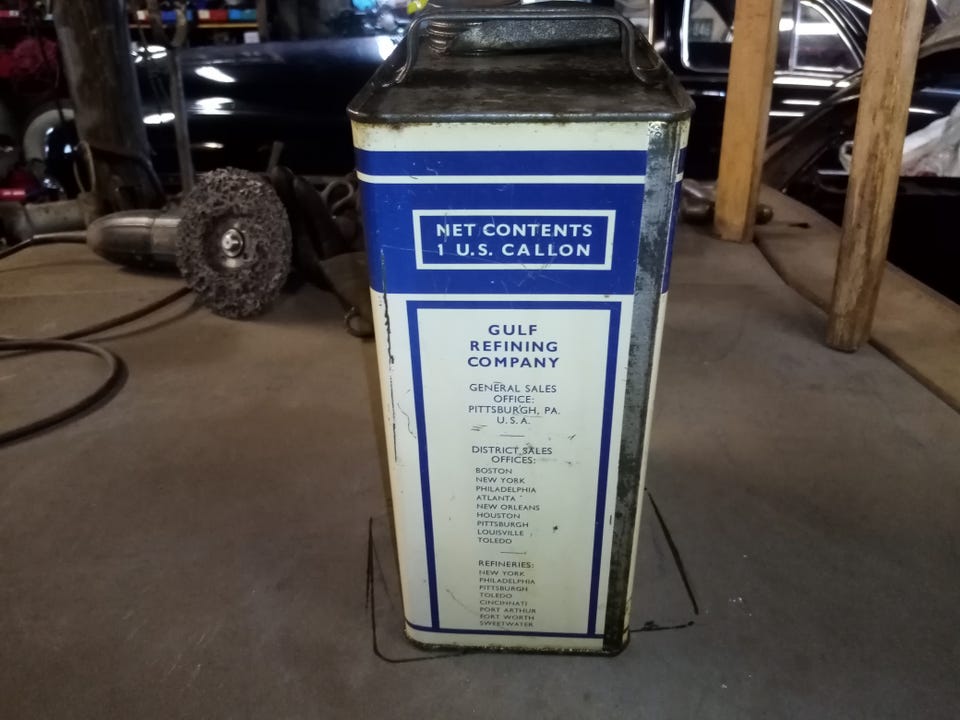 NET CONTENTS
1 U.S. GALLON
GULF
REFINING
COMPANY
GENERAL SALES
OFFICE:
PITTSBURGH, PA.
U.S.A.
DISTRICT SALES
OFFICES:
BOSTON
NEW YORK
PHILADELPHIA
ATLANTA
NEW ORLEANS
HOUSTON
PITTSBURGH
LOUISVILLE
TOLEDO
REFINERIES:
NEW YORK
PHILADELPHIA
PITTSBURGH
TOLEDO
CINCINNATI
PORT ARTHUR
FORT WORTH
SWEETWATER